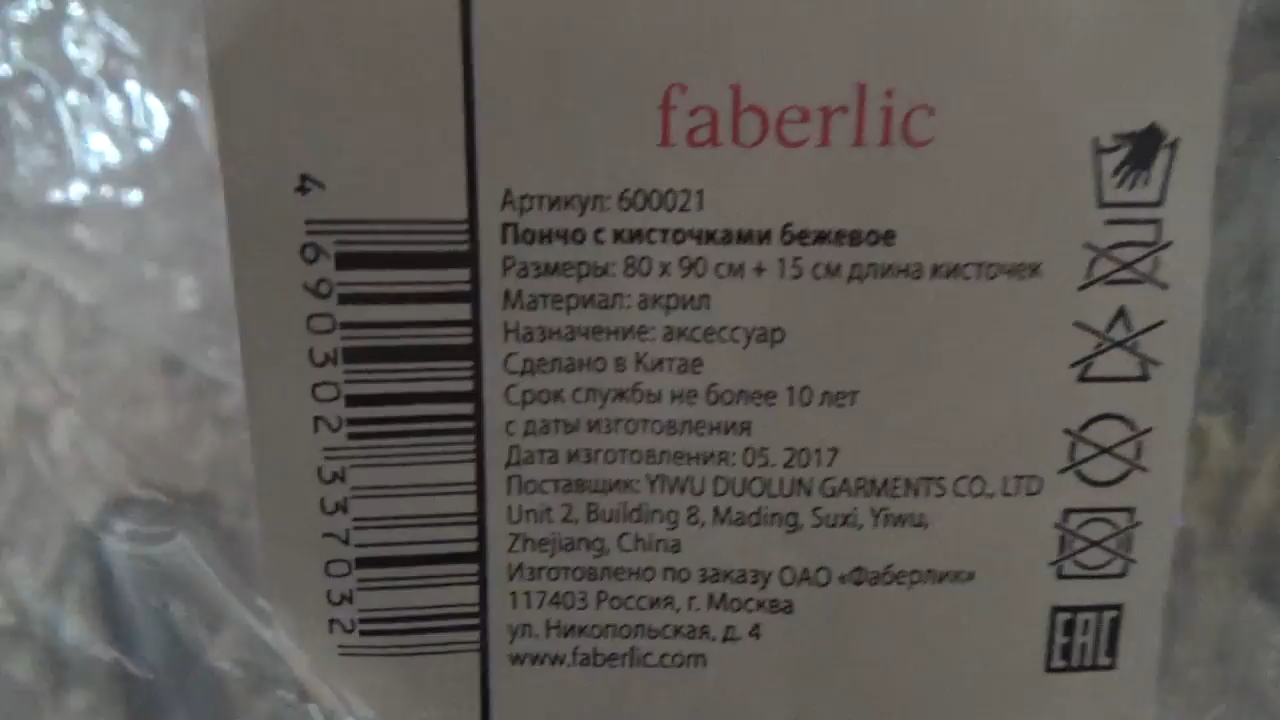 faberlic
Артикул: 600021
Пончо с кисточками бежевое
Размеры: 80 x 90 см + 15 см длина кисточек
Материал: акрил
Назначение: аксессуар
Сделано в Китае
Срок службы не более 10 лет
с даты изготовления
Дата изготовления: 05. 2017
Поставщик: YIWU DUOLUN GARMENTS CO., LTD
Unit 2, Building 8, Mading, Suxi, Yiwu,
Zhejiang, China
Изготовлено по заказу ОАО «Фаберлик»
117403 Россия, г. Москва
ул. Никопольская, д. 4
www.faberlic.com
4 690302 337032
EAC